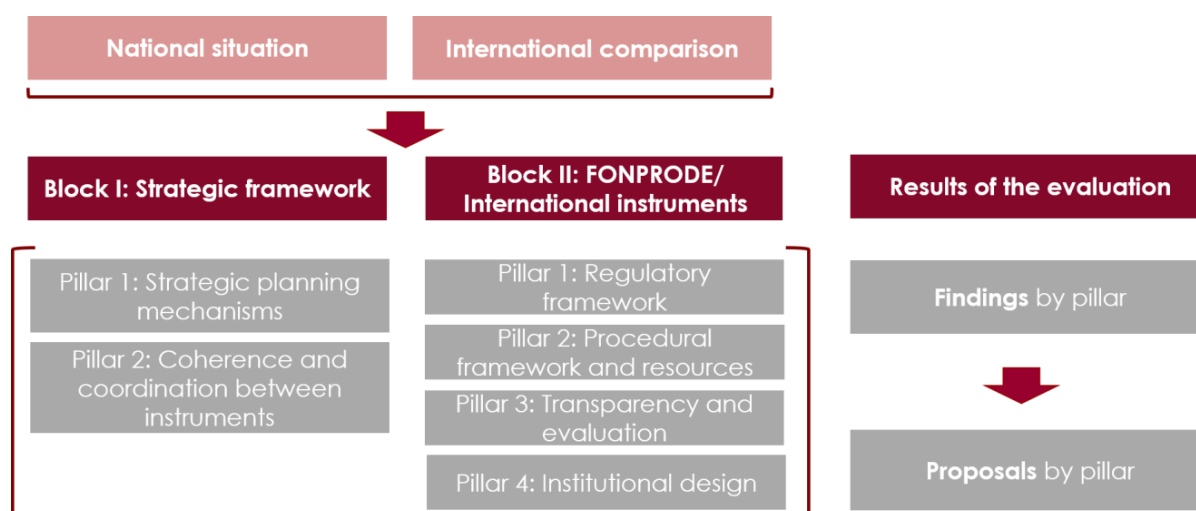 National situation
International comparison
Block I: Strategic framework
Block II: FONPRODE/
International instruments
Results of the evaluation
Pillar 1: Strategic planning
mechanisms
Pillar 2: Coherence and
coordination between
instruments
Pillar 1: Regulatory
framework
Pillar 2: Procedural
framework and resources
Pillar 3: Transparency and
evaluation
Pillar 4: Institutional design
Findings by pillar
Proposals by pillar